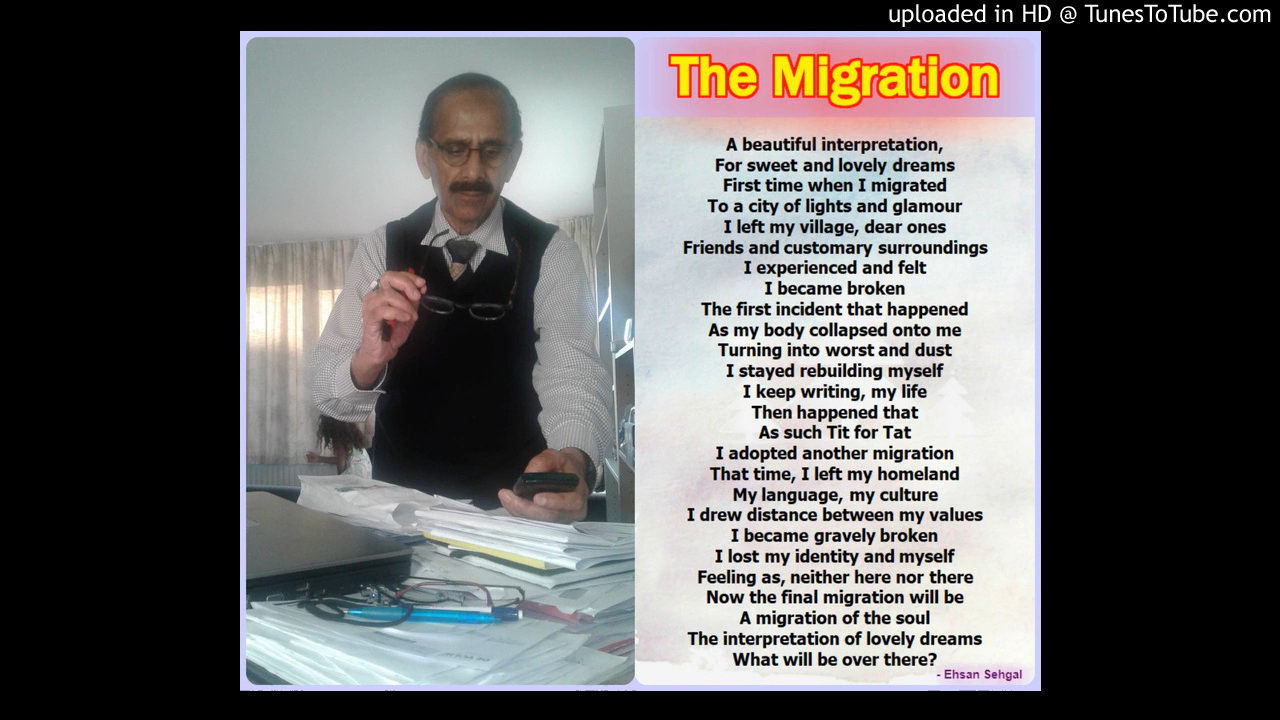 uploaded in HD @ TunesToTube.com
The Migration
A beautiful interpretation,
For sweet and lovely dreams
First time when I migrated
To a city of lights and glamour
I left my village, dear ones
Friends and customary surroundings
I experienced and felt
I became broken
The first incident that happened
As my body collapsed onto me
Turning into worst and dust
I stayed rebuilding myself
I keep writing, my life
Then happened that
As such Tit for Tat
I adopted another migration
That time, I left my homeland
My language, my culture
I drew distance between my values
I became gravely broken
I lost my identity and myself
Feeling as, neither here nor there
Now the final migration will be
A migration of the soul
The interpretation of lovely dreams
What will be over there?
- Ehsan Sehgal